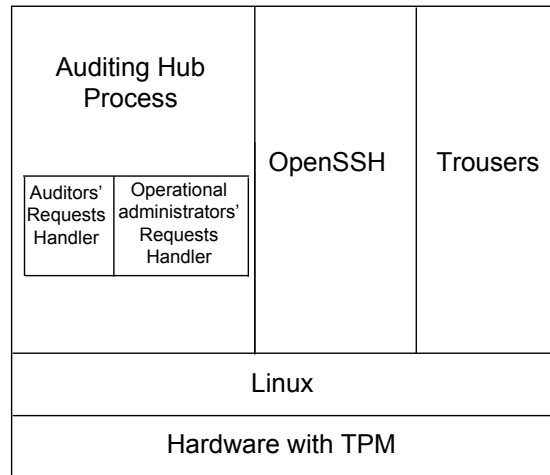 Auditing Hub
Process
OpenSSH
Trousers
Auditors'
Requests
Handler
Operational
administrators'
Requests
Handler
Linux
Hardware with TPM